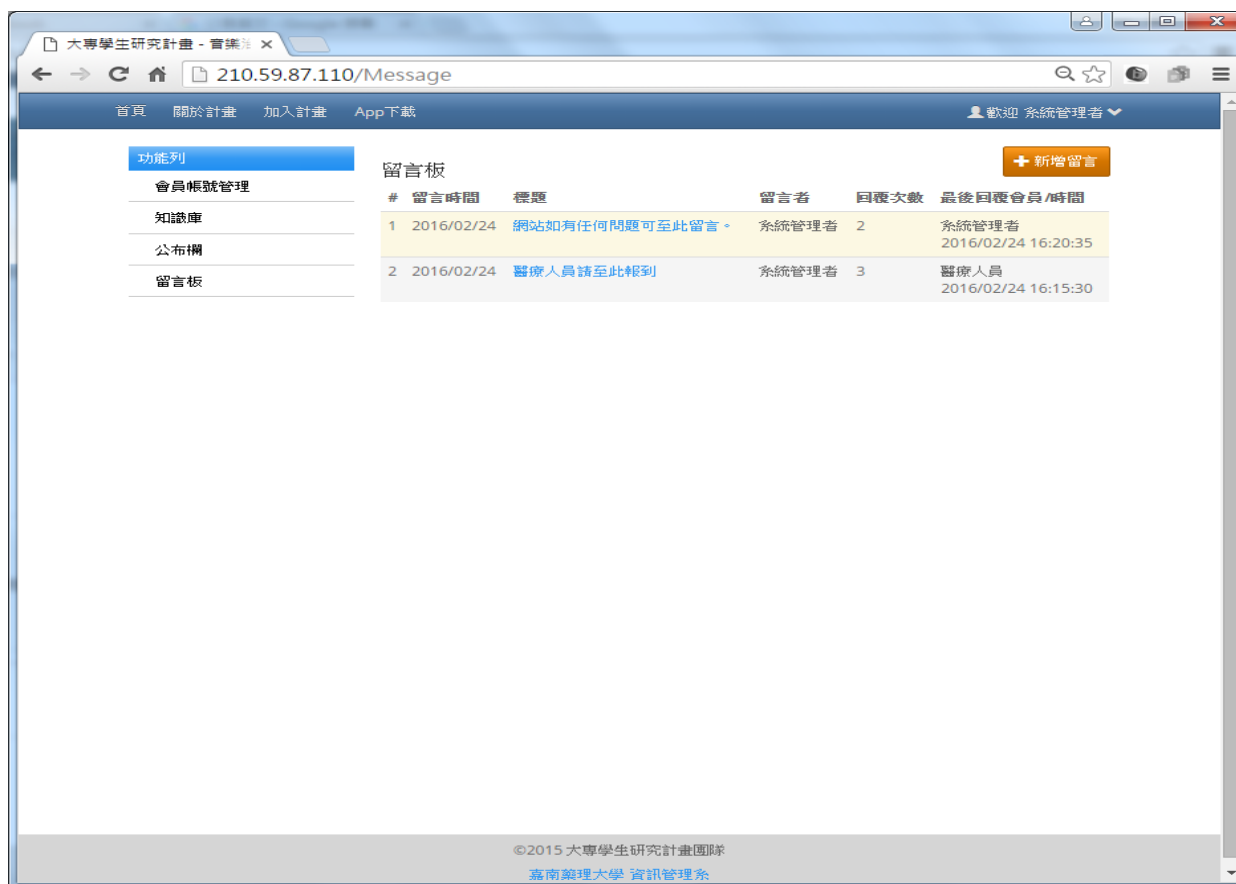 大專學生研究計畫 - 音樂
210.59.87.110/Message
首頁 關於計畫 加入計畫 App下載 歡迎 系統管理者
功能列
會員帳號管理
知識庫
公布欄
留言板
留言板 新增留言
# 留言時間 標題 留言者 回覆次數 最後回覆會員/時間
1 2016/02/24 網站如有任何問題可至此留言。 系統管理者 2 系統管理者
2016/02/24 16:20:35
2 2016/02/24 醫療人員請至此報到 系統管理者 3 醫療人員
2016/02/24 16:15:30
©2015 大專學生研究計畫團隊
嘉南藥理大學 資訊管理系